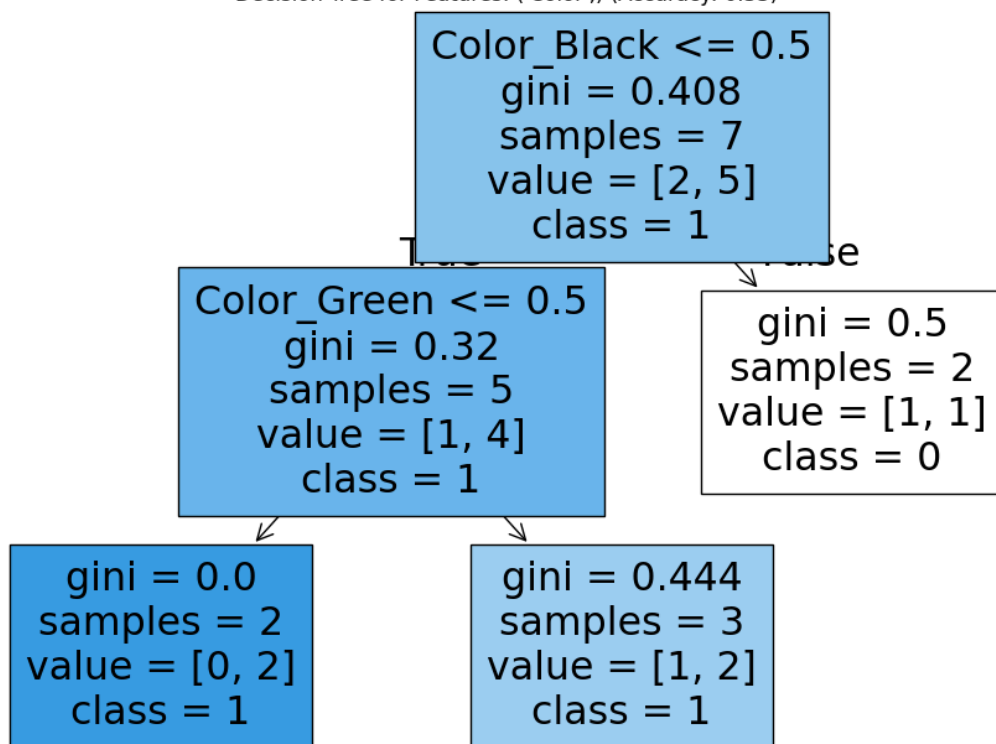 Color_Black <= 0.5
gini = 0.408
samples = 7
value = [2, 5]
class = 1
True
Color_Green <= 0.5
gini = 0.32
samples = 5
value = [1, 4]
class = 1
gini = 0.5
samples = 2
value = [1, 1]
class = 0
gini = 0.0
samples = 2
value = [0, 2]
class = 1
gini = 0.444
samples = 3
value = [1, 2]
class = 1